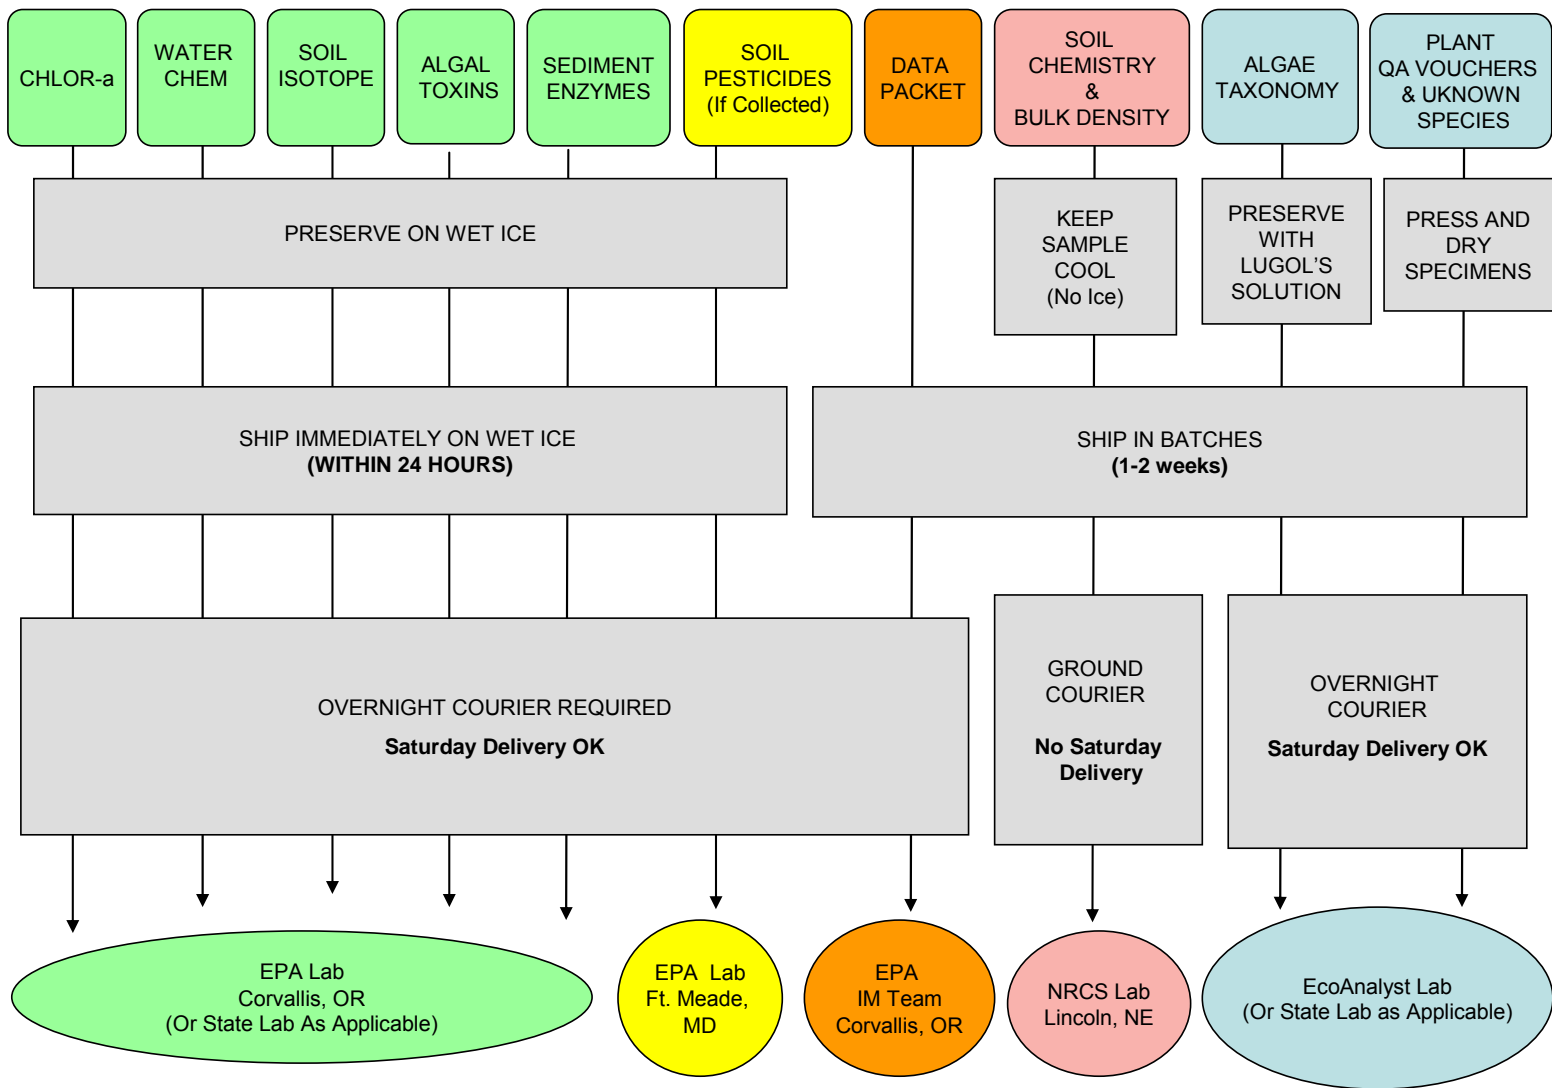 CHLOR-a
WATER
CHEM
SOIL
ISOTOPE
ALGAL
TOXINS
SEDIMENT
ENZYMES
SOIL
PESTICIDES
(If Collected)
DATA
PACKET
SOIL
CHEMISTRY
&
BULK DENSITY
ALGAE
TAXONOMY
PLANT
QA VOUCHERS
& UKNOWN
SPECIES
PRESERVE ON WET ICE
KEEP
SAMPLE
COOL
(No Ice)
PRESERVE
WITH
LUGOL'S
SOLUTION
PRESS AND
DRY
SPECIMENS
SHIP IMMEDIATELY ON WET ICE
(WITHIN 24 HOURS)
SHIP IN BATCHES
(1-2 weeks)
OVERNIGHT COURIER REQUIRED
Saturday Delivery OK
GROUND
COURIER
No Saturday
Delivery
OVERNIGHT
COURIER
Saturday Delivery OK
EPA Lab
Corvallis, OR
(Or State Lab As Applicable)
EPA Lab
Ft. Meade,
MD
EPA
IM Team
Corvallis, OR
NRCS Lab
Lincoln, NE
EcoAnalyst Lab
(Or State Lab as Applicable)